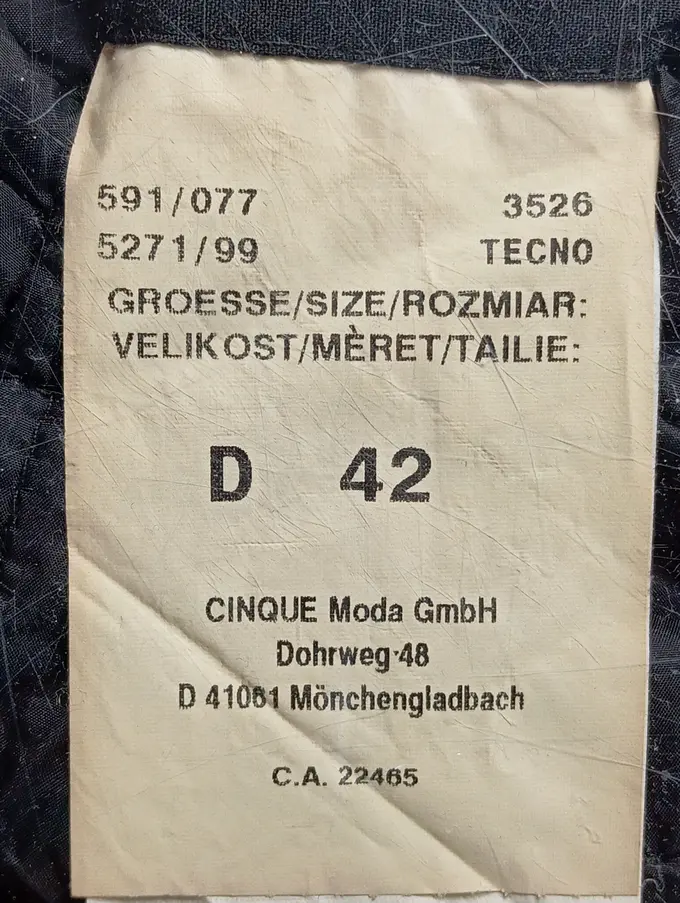 591/077 3526
5271/99 TECNO
GROESSE/SIZE/ROZMIAR:
VELIKOST/MÈRET/TAILIE:
D 42
CINQUE Moda GmbH
Dohrweg 48
D 41061 Mönchengladbach
C.A. 22465